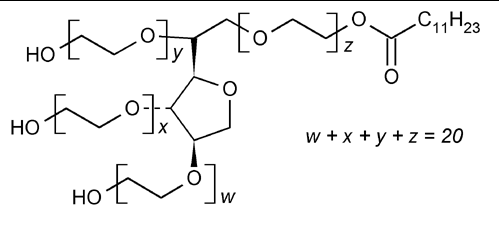 HO O y O z O C11H23
O
O
HO O x
w + x + y + z = 20
HO O w